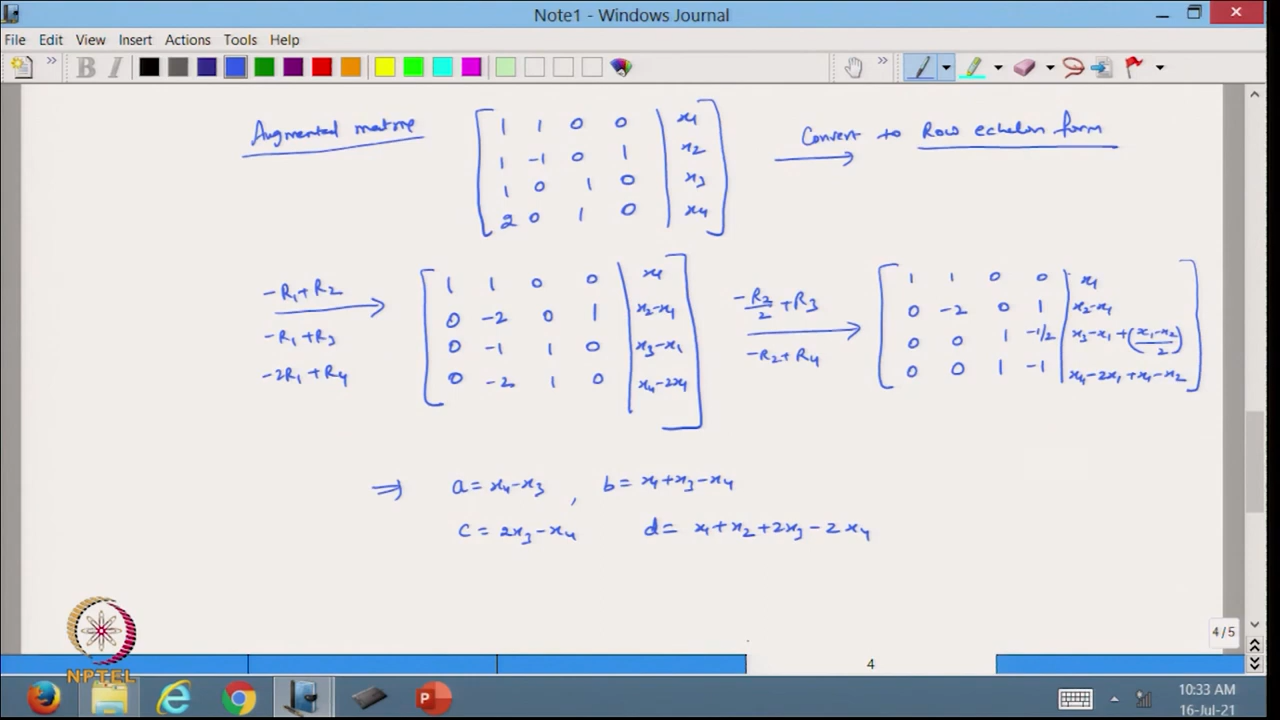 Note1 - Windows Journal
File Edit View Insert Actions Tools Help
B I
Augmented matrix [ 1 1 0 0 | x1 Convert to Row echelon form
1 -1 0 1 | x2
1 0 1 0 | x3
2 0 1 0 | x4 ]
-R1+R2 [ 1 1 0 0 | x1
-R1+R3 0 -2 0 1 | x2-x1
-2R1+R4 0 -1 1 0 | x3-x1
0 -2 1 0 | x4-2x1 ]
-R2/2 +R3 [ 1 1 0 0 | x1
-R2+R4 0 -2 0 1 | x2-x1
0 0 1 -1/2 | x3-x1+(x1-x2/2)
0 0 1 -1 | x4-2x1+x1-x2 ]
⇒ a = x4-x3 , b = x1+x3-x4
c = 2x3-x4 d = x1+x2+2x3-2x4
4/5
NPTEL
4
10:33 AM
16-Jul-21